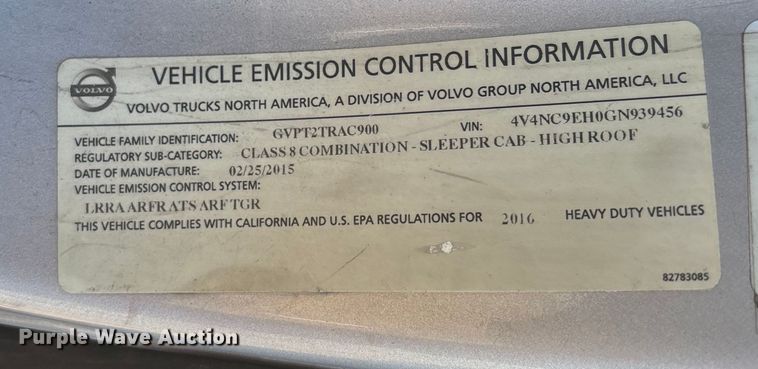 VOLVO
VEHICLE EMISSION CONTROL INFORMATION
VOLVO TRUCKS NORTH AMERICA, A DIVISION OF VOLVO GROUP NORTH AMERICA, LLC
VEHICLE FAMILY IDENTIFICATION: GVPT2TRAC900 VIN: 4V4NC9EH0GN939456
REGULATORY SUB-CATEGORY: CLASS 8 COMBINATION - SLEEPER CAB - HIGH ROOF
DATE OF MANUFACTURE: 02/25/2015
VEHICLE EMISSION CONTROL SYSTEM:
LRRA ARFR ATS ARF TGR
THIS VEHICLE COMPLIES WITH CALIFORNIA AND U.S. EPA REGULATIONS FOR 2016 HEAVY DUTY VEHICLES
82783085
Purple Wave Auction